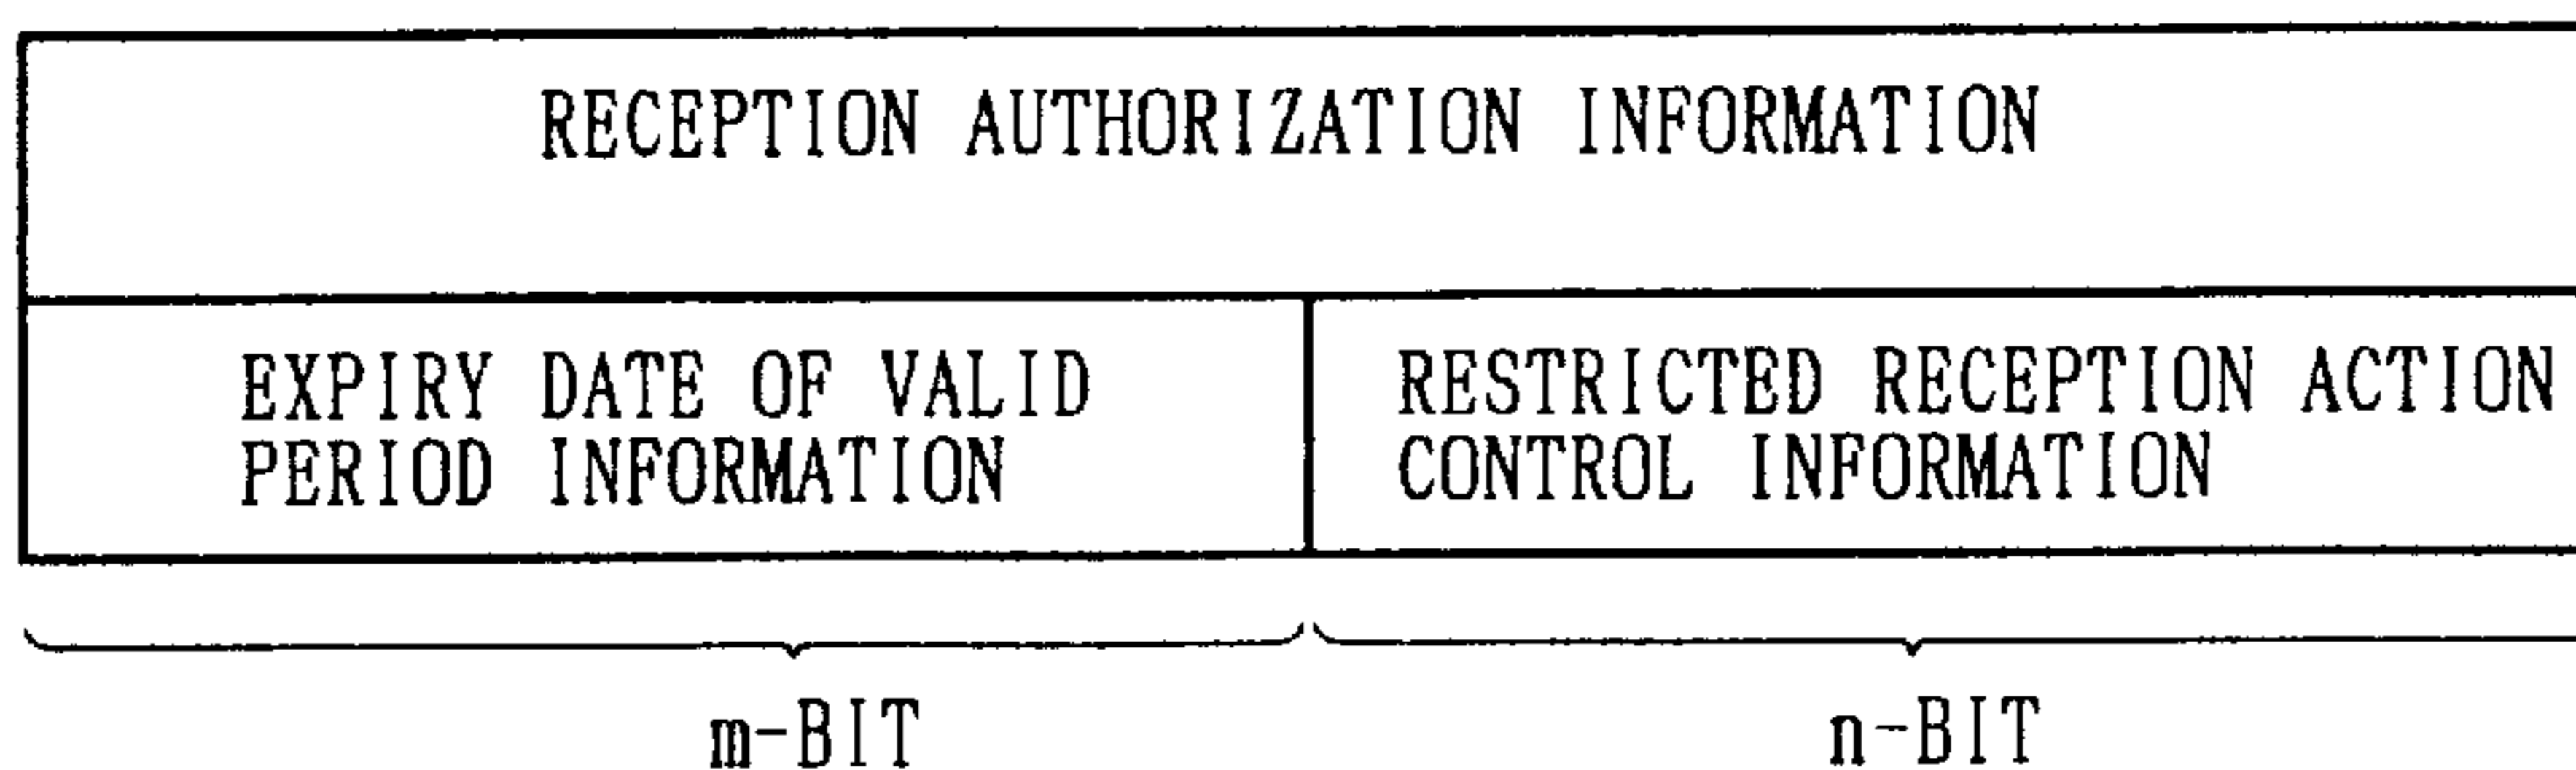 RECEPTION AUTHORIZATION INFORMATION
EXPIRY DATE OF VALID
PERIOD INFORMATION
RESTRICTED RECEPTION ACTION
CONTROL INFORMATION
m-BIT
n-BIT